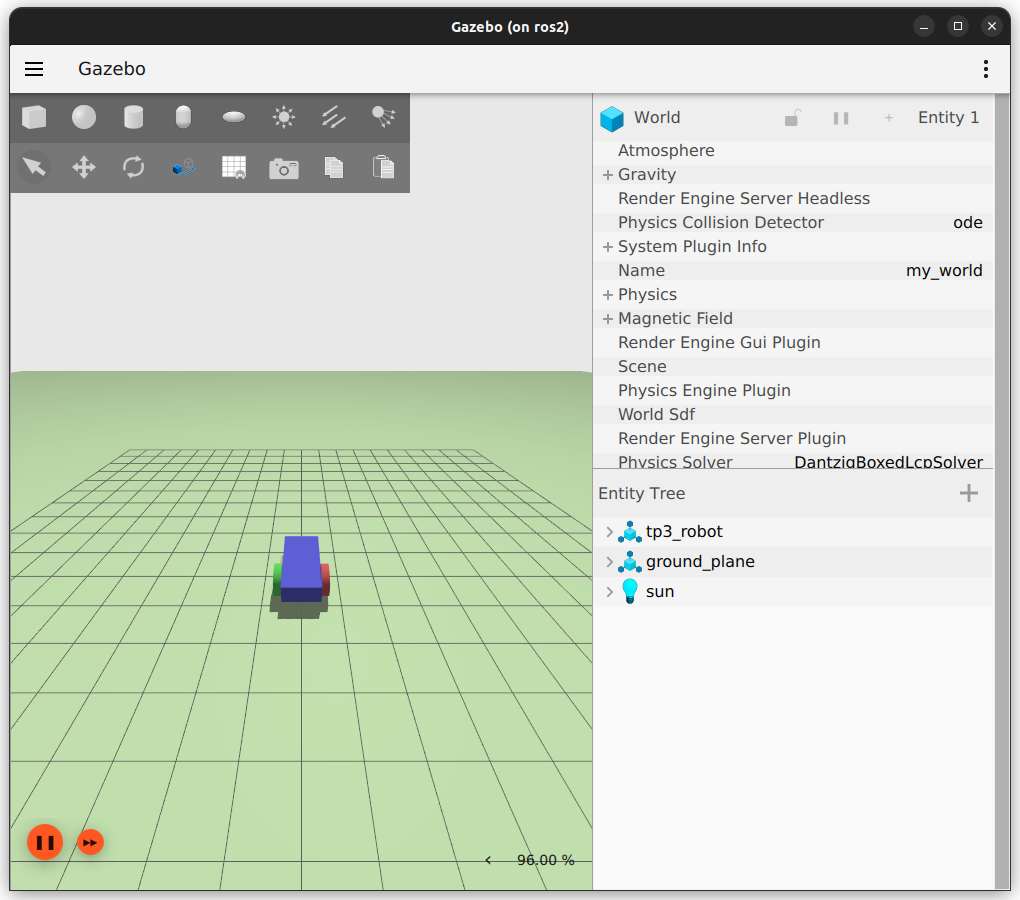 Gazebo (on ros2)
Gazebo
World
Entity 1
Atmosphere
Gravity
Render Engine Server Headless
Physics Collision Detector ode
System Plugin Info
Name my_world
Physics
Magnetic Field
Render Engine Gui Plugin
Scene
Physics Engine Plugin
World Sdf
Render Engine Server Plugin
Physics Solver DantzigBoxedLcpSolver
Entity Tree
tp3_robot
ground_plane
sun
96.00 %